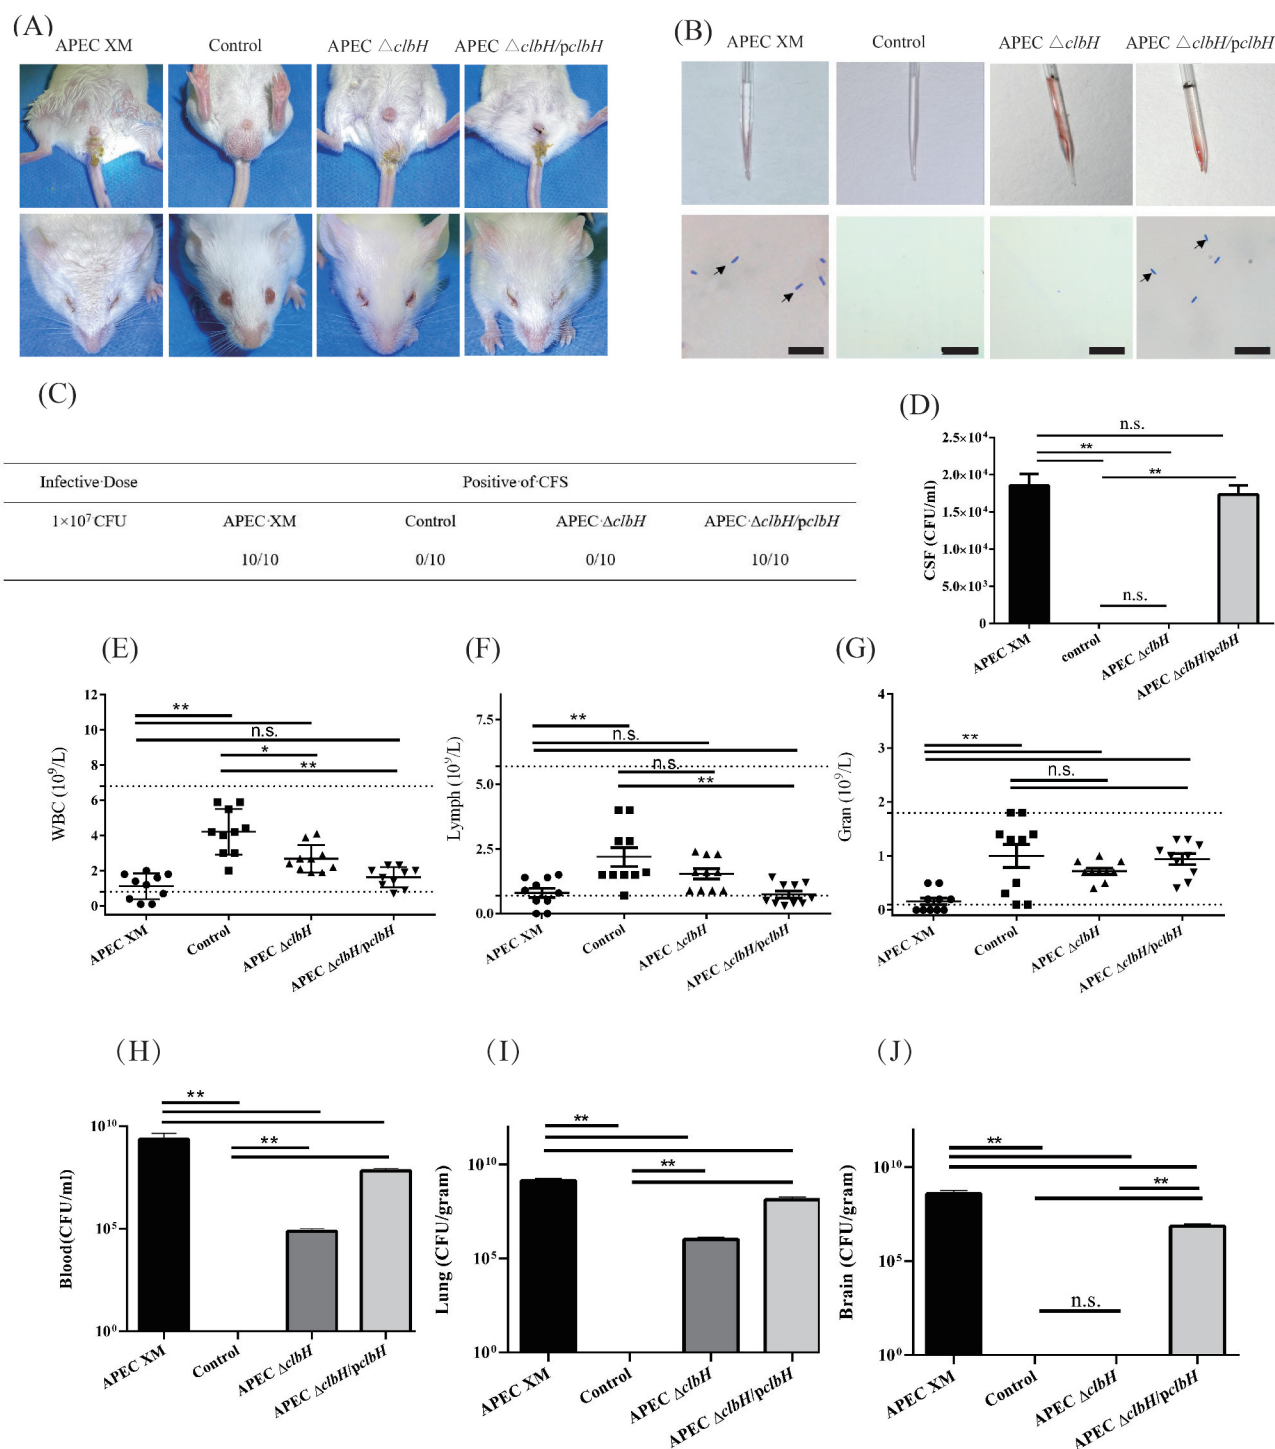 (A)
APEC XM Control APEC △clbH APEC △clbH/pclbH
(B)
APEC XM Control APEC △clbH APEC △clbH/pclbH
(C)
Infective·Dose Positive·of·CFS
1×10⁷CFU APEC·XM Control APEC·ΔclbH APEC·ΔclbH/pclbH
10/10 0/10 0/10 10/10
(D)
CSF (CFU/ml)
2.5×10⁴
2.0×10⁴
1.5×10⁴
1.0×10⁴
5.0×10³
0
n.s.
**
**
n.s.
APEC XM control APEC ΔclbH APEC ΔclbH/pclbH
(E)
WBC (10⁹/L)
12
10
8
6
4
2
0
**
n.s.
*
**
APEC XM Control APEC ΔclbH APEC ΔclbH/pclbH
(F)
Lymph (10⁹/L)
7.5
5.0
2.5
0.0
**
n.s.
n.s.
**
APEC XM Control APEC ΔclbH APEC ΔclbH/pclbH
(G)
Gran (10⁹/L)
4
3
2
1
0
**
n.s.
APEC XM Control APEC ΔclbH APEC ΔclbH/pclbH
(H)
Blood(CFU/ml)
10¹⁰
10⁵
10⁰
**
**
APEC XM Control APEC ΔclbH APEC ΔclbH/pclbH
(I)
Lung (CFU/gram)
10¹⁰
10⁵
10⁰
**
**
APEC XM Control APEC ΔclbH APEC ΔclbH/pclbH
(J)
Brain (CFU/gram)
10¹⁰
10⁵
10⁰
**
**
n.s.
APEC XM Control APEC ΔclbH APEC ΔclbH/pclbH